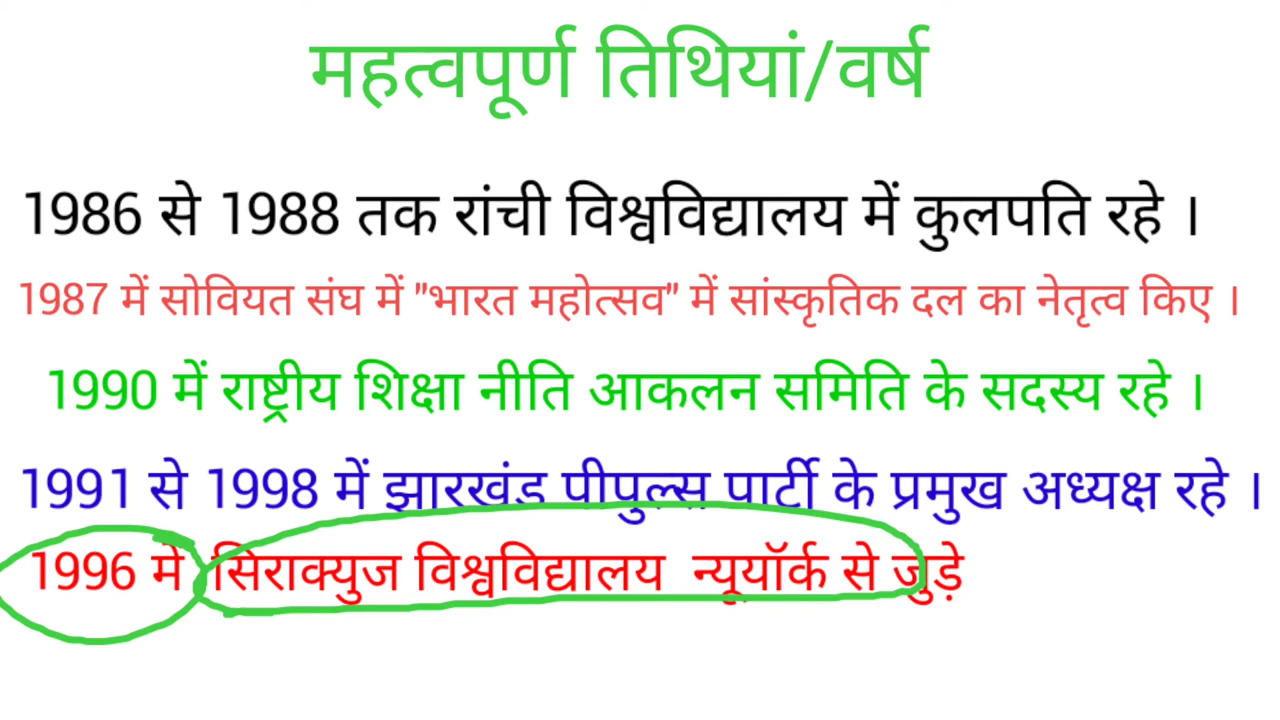 महत्वपूर्ण तिथियां/वर्ष
1986 से 1988 तक रांची विश्वविद्यालय में कुलपति रहे ।
1987 में सोवियत संघ में "भारत महोत्सव" में सांस्कृतिक दल का नेतृत्व किए ।
1990 में राष्ट्रीय शिक्षा नीति आकलन समिति के सदस्य रहे ।
1991 से 1998 में झारखंड पीपुल्स पार्टी के प्रमुख अध्यक्ष रहे ।
1996 में सिराक्युज विश्वविद्यालय न्यूयॉर्क से जुड़े